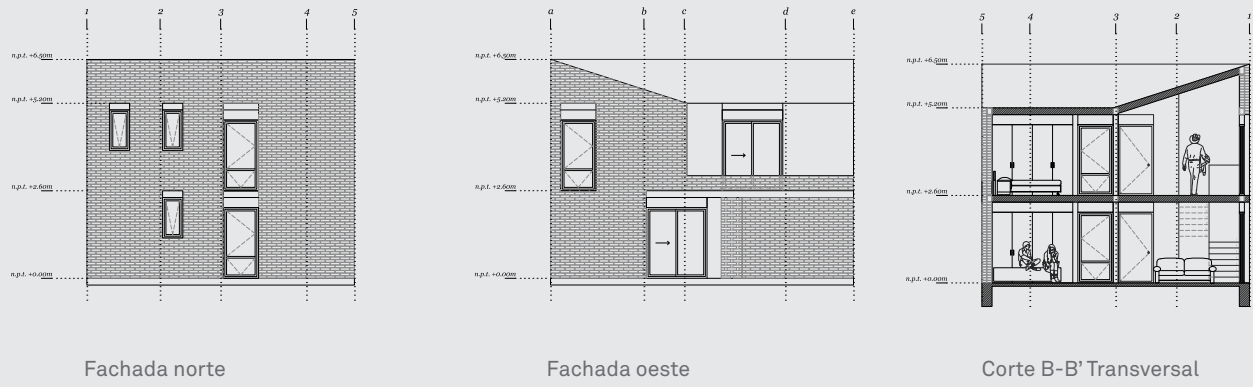 1 2 3 4 5
n.p.t. +6.50m
n.p.t. +5.20m
n.p.t. +2.60m
n.p.t. +0.00m
Fachada norte
a b c d e
n.p.t. +6.50m
n.p.t. +5.20m
n.p.t. +2.60m
n.p.t. +0.00m
Fachada oeste
5 4 3 2 1
n.p.t. +6.50m
n.p.t. +5.20m
n.p.t. +2.60m
n.p.t. +0.00m
Corte B-B’ Transversal